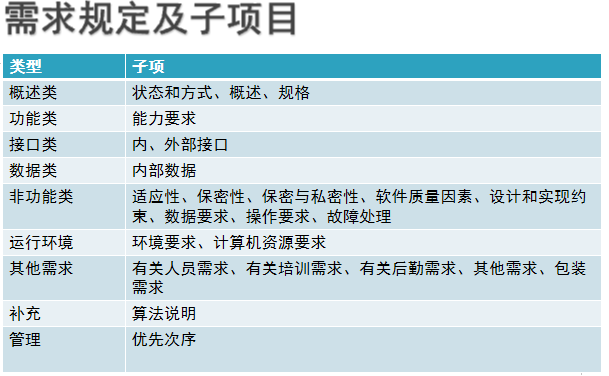 需求规定及子项目
类型 子项
概述类 状态和方式、概述、规格
功能类 能力要求
接口类 内、外部接口
数据类 内部数据
非功能类 适应性、保密性、保密与私密性、软件质量因素、设计和实现约
束、数据要求、操作要求、故障处理
运行环境 环境要求、计算机资源要求
其他需求 有关人员需求、有关培训需求、有关后勤需求、其他需求、包装
需求
补充 算法说明
管理 优先次序